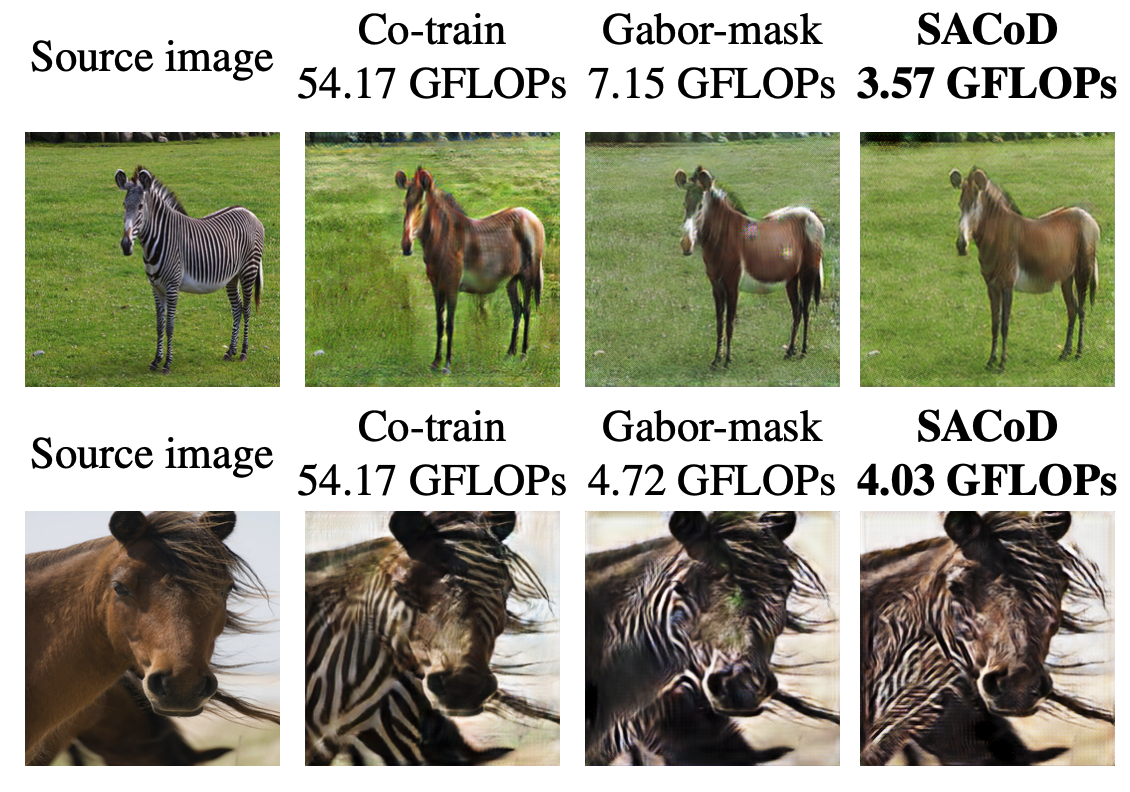 Source image
Co-train
54.17 GFLOPs
Gabor-mask
7.15 GFLOPs
SACoD
3.57 GFLOPs
Source image
Co-train
54.17 GFLOPs
Gabor-mask
4.72 GFLOPs
SACoD
4.03 GFLOPs